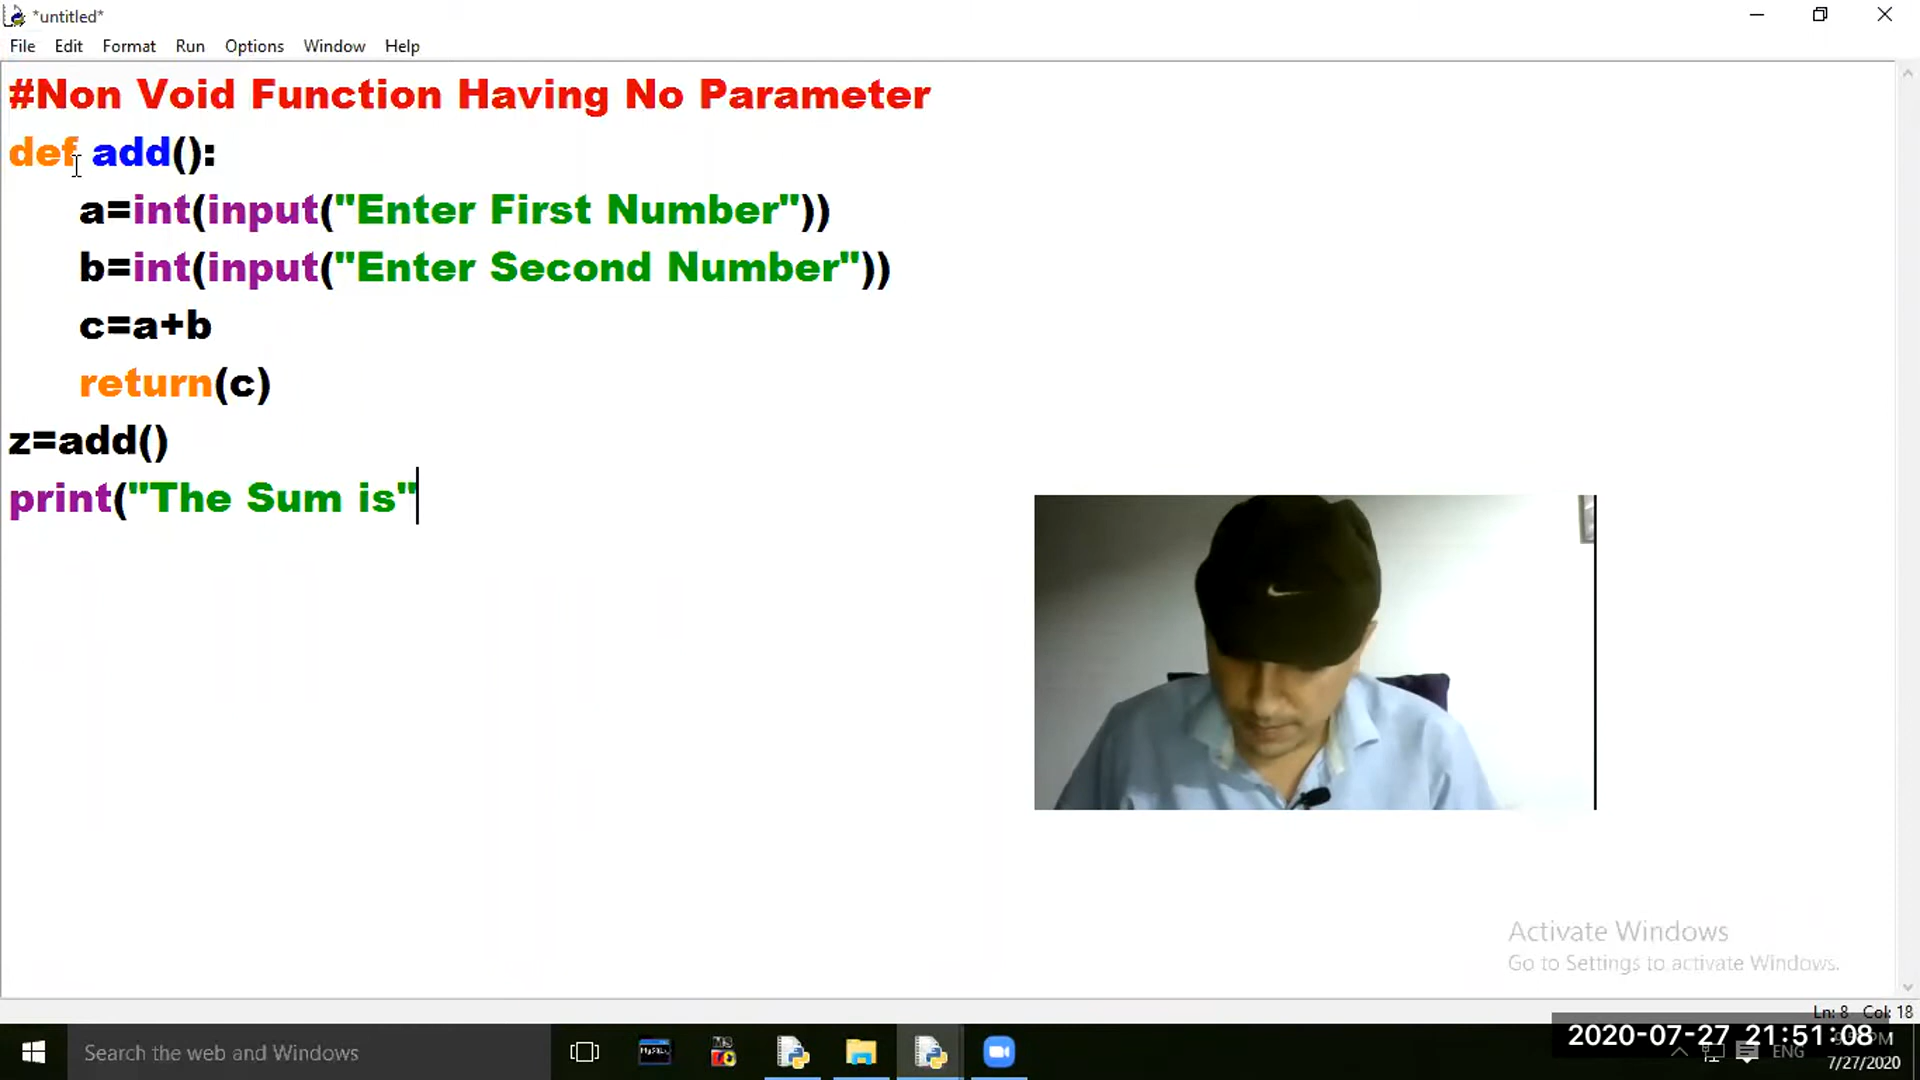 *untitled*
File Edit Format Run Options Window Help
#Non Void Function Having No Parameter
def add():
a=int(input("Enter First Number"))
b=int(input("Enter Second Number"))
c=a+b
return(c)
z=add()
print("The Sum is"
Activate Windows
Go to Settings to activate Windows.
Ln: 8 Col: 18
Search the web and Windows
MySQL
2020-07-27 21:51:08
PM
ENG
7/27/2020